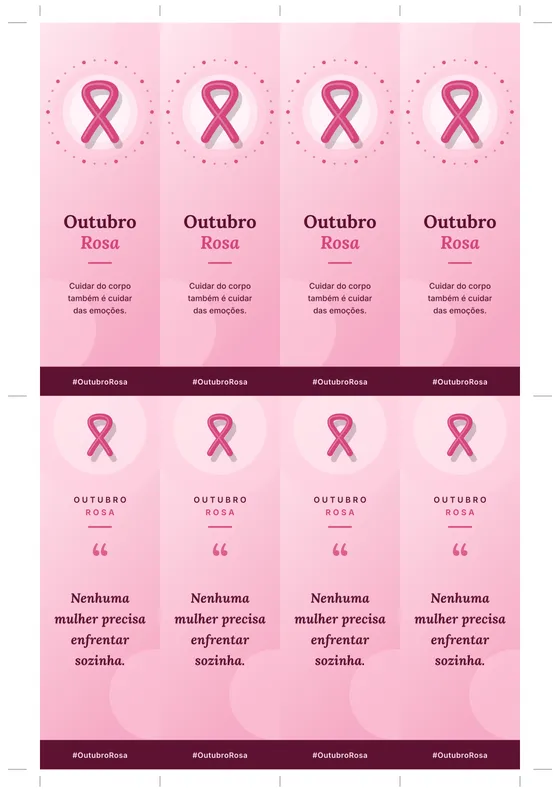 Outubro
Rosa
Cuidar do corpo
também é cuidar
das emoções.
#OutubroRosa
Outubro
Rosa
Cuidar do corpo
também é cuidar
das emoções.
#OutubroRosa
Outubro
Rosa
Cuidar do corpo
também é cuidar
das emoções.
#OutubroRosa
Outubro
Rosa
Cuidar do corpo
também é cuidar
das emoções.
#OutubroRosa
OUTUBRO
ROSA
“
Nenhuma
mulher precisa
enfrentar
sozinha.
#OutubroRosa
OUTUBRO
ROSA
“
Nenhuma
mulher precisa
enfrentar
sozinha.
#OutubroRosa
OUTUBRO
ROSA
“
Nenhuma
mulher precisa
enfrentar
sozinha.
#OutubroRosa
OUTUBRO
ROSA
“
Nenhuma
mulher precisa
enfrentar
sozinha.
#OutubroRosa